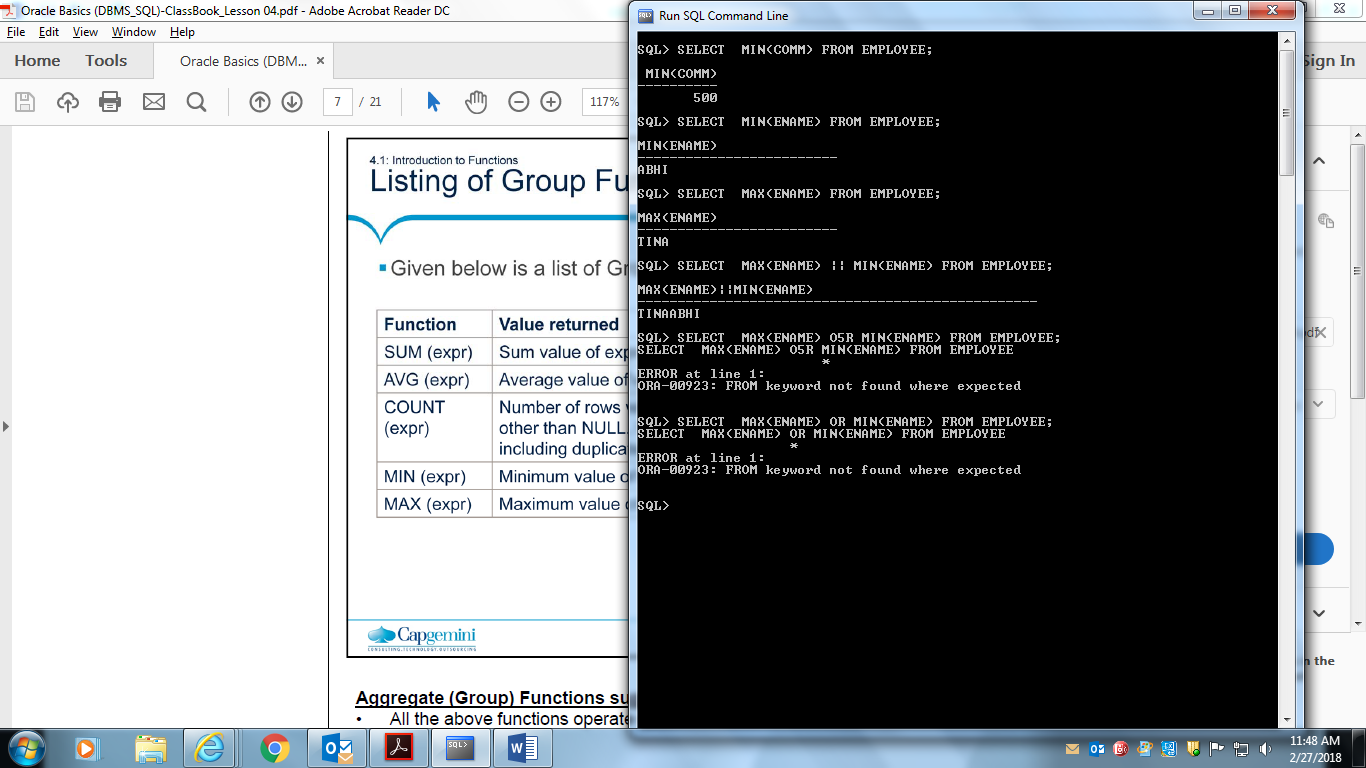 Oracle Basics (DBMS_SQL)-ClassBook_Lesson 04.pdf - Adobe Acrobat Reader DC
File Edit View Window Help
Home Tools Oracle Basics (DBM... ×
Sign In
7 / 21 117%
4.1: Introduction to Functions
Listing of Group Fu
Given below is a list of Gr
Function Value returned
SUM (expr) Sum value of exp
AVG (expr) Average value of
COUNT (expr) Number of rows
other than NULL.
including duplica
MIN (expr) Minimum value o
MAX (expr) Maximum value
Capgemini
CONSULTING.TECHNOLOGY.OUTSOURCING
Aggregate (Group) Functions su
• All the above functions operate
Run SQL Command Line
SQL> SELECT  MIN(COMM) FROM EMPLOYEE;
MIN(COMM)
----------
500
SQL> SELECT  MIN(ENAME) FROM EMPLOYEE;
MIN(ENAME)
-------------------------
ABHI
SQL> SELECT  MAX(ENAME) FROM EMPLOYEE;
MAX(ENAME)
-------------------------
TINA
SQL> SELECT  MAX(ENAME) || MIN(ENAME) FROM EMPLOYEE;
MAX(ENAME)||MIN(ENAME)
--------------------------------------------------
TINAABHI
SQL> SELECT  MAX(ENAME) O5R MIN(ENAME) FROM EMPLOYEE;
SELECT  MAX(ENAME) O5R MIN(ENAME) FROM EMPLOYEE
*
ERROR at line 1:
ORA-00923: FROM keyword not found where expected
SQL> SELECT  MAX(ENAME) OR MIN(ENAME) FROM EMPLOYEE;
SELECT  MAX(ENAME) OR MIN(ENAME) FROM EMPLOYEE
*
ERROR at line 1:
ORA-00923: FROM keyword not found where expected
SQL>
n the
SQL>
11:48 AM
2/27/2018